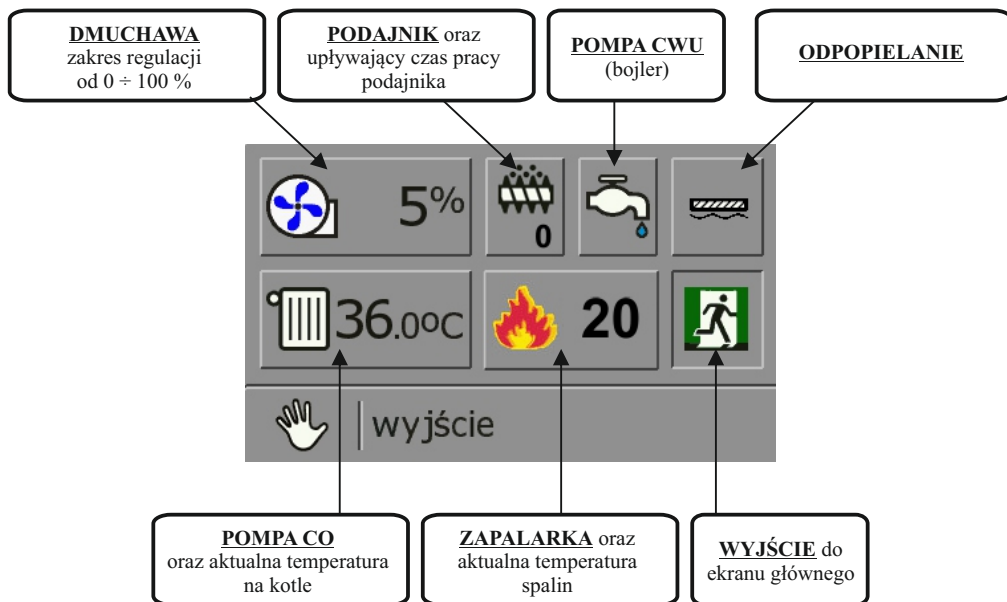 DMUCHAWA
zakres regulacji
od 0 ÷ 100 %
PODAJNIK oraz
upływający czas pracy
podajnika
POMPA CWU
(bojler)
ODPOPIELANIE
5%
0
36.0ºC
20
wyjście
POMPA CO
oraz aktualna temperatura
na kotle
ZAPALARKA oraz
aktualna temperatura
spalin
WYJŚCIE do
ekranu głównego